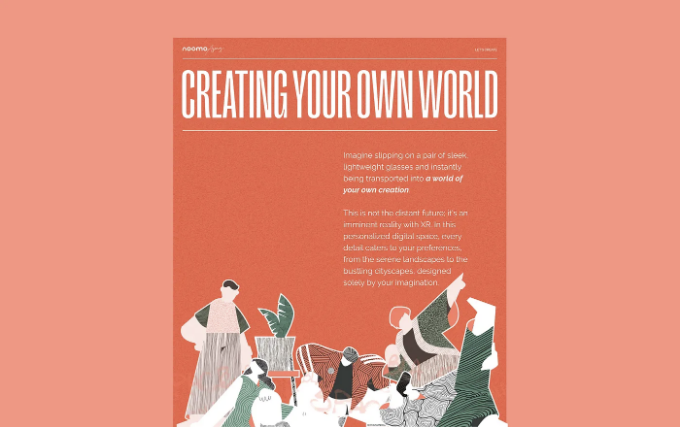 naomo
CREATING YOUR OWN WORLD
Imagine slipping on a pair of sleek,
lightweight glasses and instantly
being transported into a world of
your own creation.
This is not the distant future; it's an
imminent reality with XR. In this
personalized digital space, every
detail caters to your preferences,
from the serene landscapes to the
bustling cityscapes, designed
solely by your imagination.